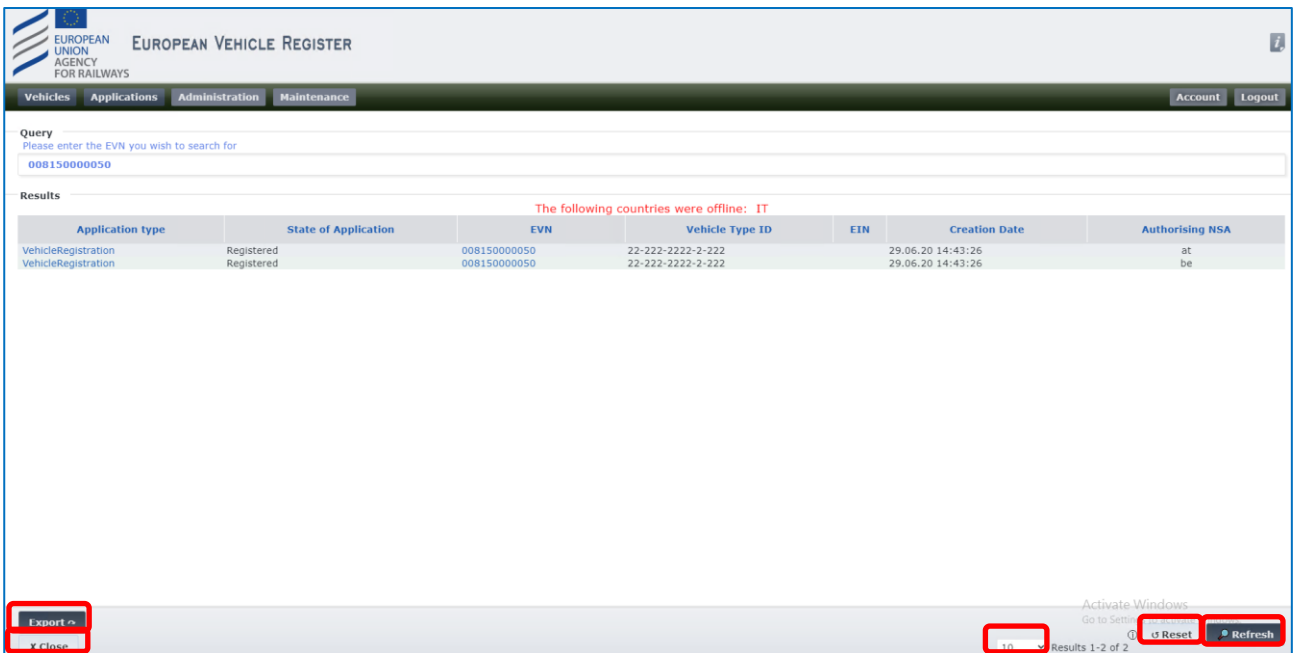 EUROPEAN
UNION
AGENCY
FOR RAILWAYS
EUROPEAN VEHICLE REGISTER
i
Vehicles Applications Administration Maintenance Account Logout
Query
Please enter the EVN you wish to search for
008150000050
Results
The following countries were offline: IT
Application type State of Application EVN Vehicle Type ID EIN Creation Date Authorising NSA
VehicleRegistration Registered 008150000050 22-222-2222-2-222 29.06.20 14:43:26 at
VehicleRegistration Registered 008150000050 22-222-2222-2-222 29.06.20 14:43:26 be
Activate Windows
Go to Settin
Export
Reset Refresh
X Close 10 Results 1-2 of 2